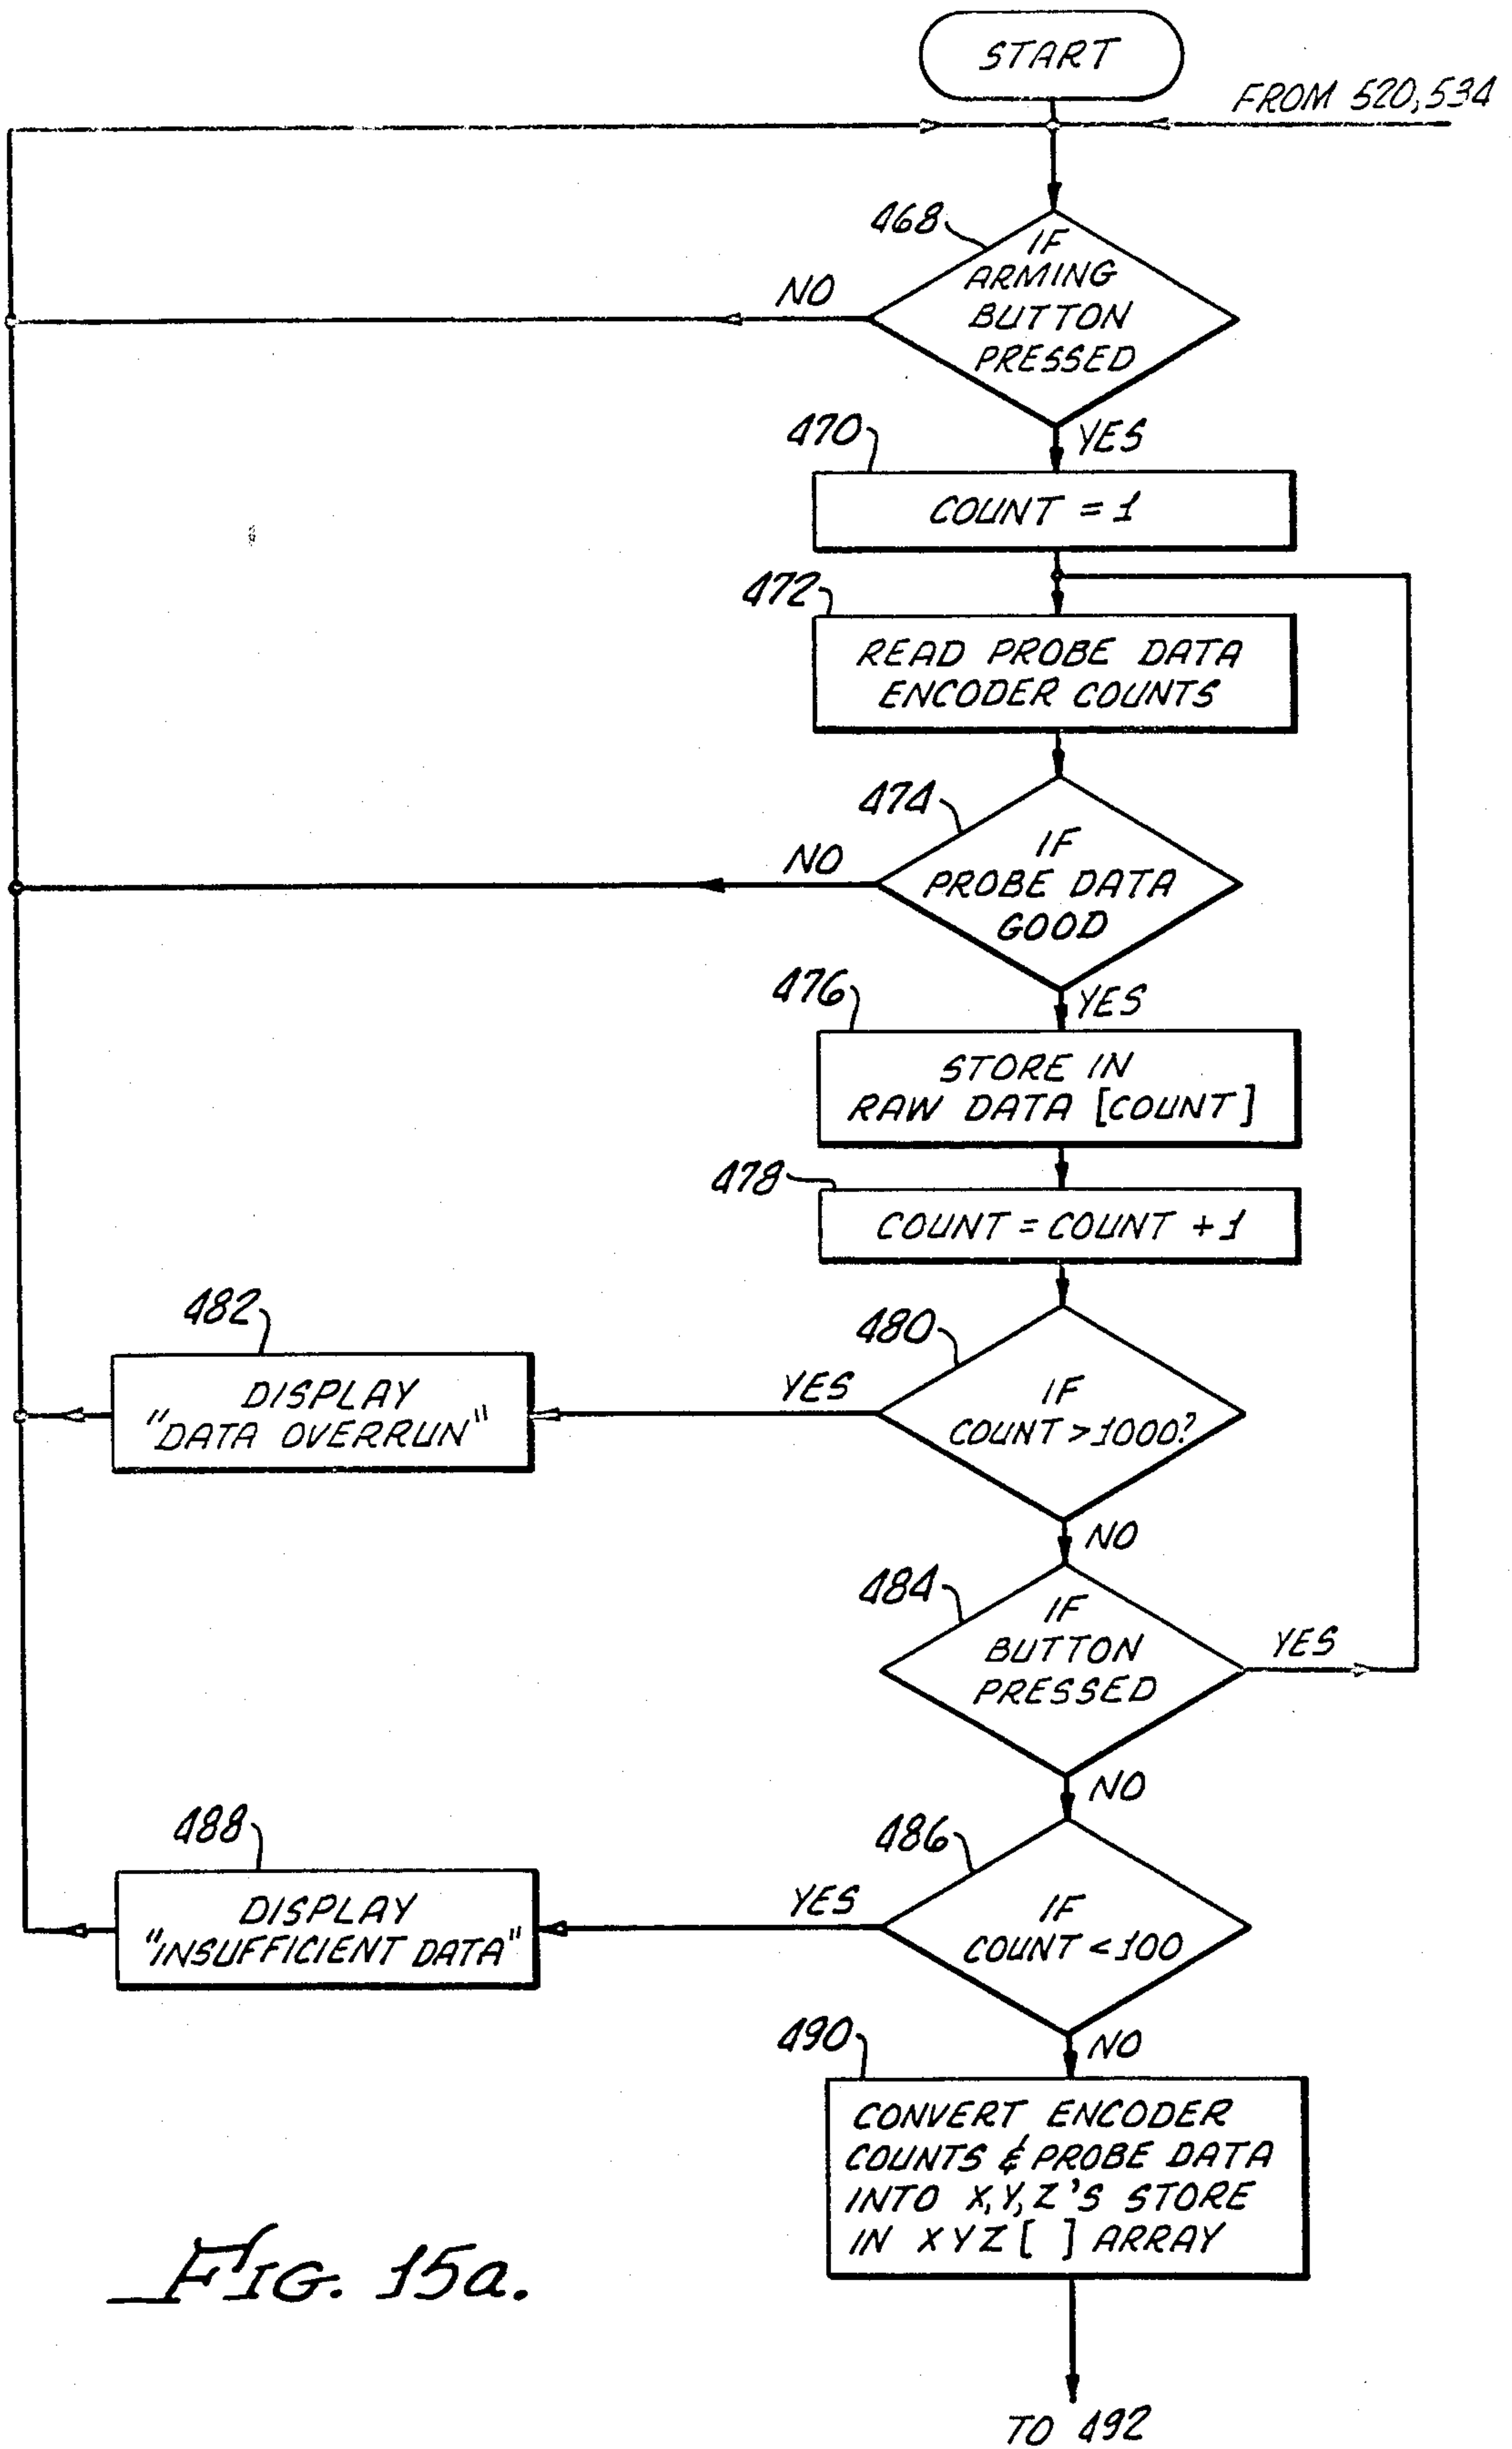 START
FROM 520,534
468
IF
ARMING
BUTTON
PRESSED
NO
YES
470
COUNT = 1
472
READ PROBE DATA
ENCODER COUNTS
474
IF
PROBE DATA
GOOD
NO
YES
476
STORE IN
RAW DATA [COUNT]
478
COUNT = COUNT + 1
480
IF
COUNT > 1000?
YES
482
DISPLAY
"DATA OVERRUN"
NO
484
IF
BUTTON
PRESSED
YES
NO
486
IF
COUNT < 100
YES
488
DISPLAY
"INSUFFICIENT DATA"
NO
490
CONVERT ENCODER
COUNTS & PROBE DATA
INTO X,Y,Z'S STORE
IN XYZ [ ] ARRAY
TO 492
FIG. 15a.